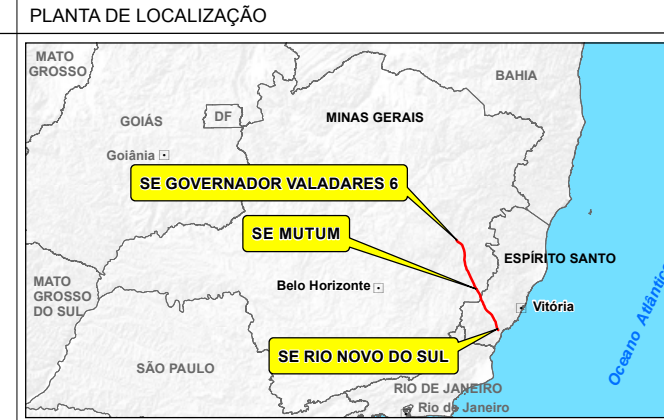 PLANTA DE LOCALIZAÇÃO
MATO
GROSSO
BAHIA
GOIÁS
DF
MINAS GERAIS
Goiânia
SE GOVERNADOR VALADARES 6
SE MUTUM
ESPÍRITO SANTO
Belo Horizonte
MATO
GROSSO
DO SUL
Vitória
Oceano Atlântico
SE RIO NOVO DO SUL
SÃO PAULO
RIO DE JANEIRO
Rio de Janeiro